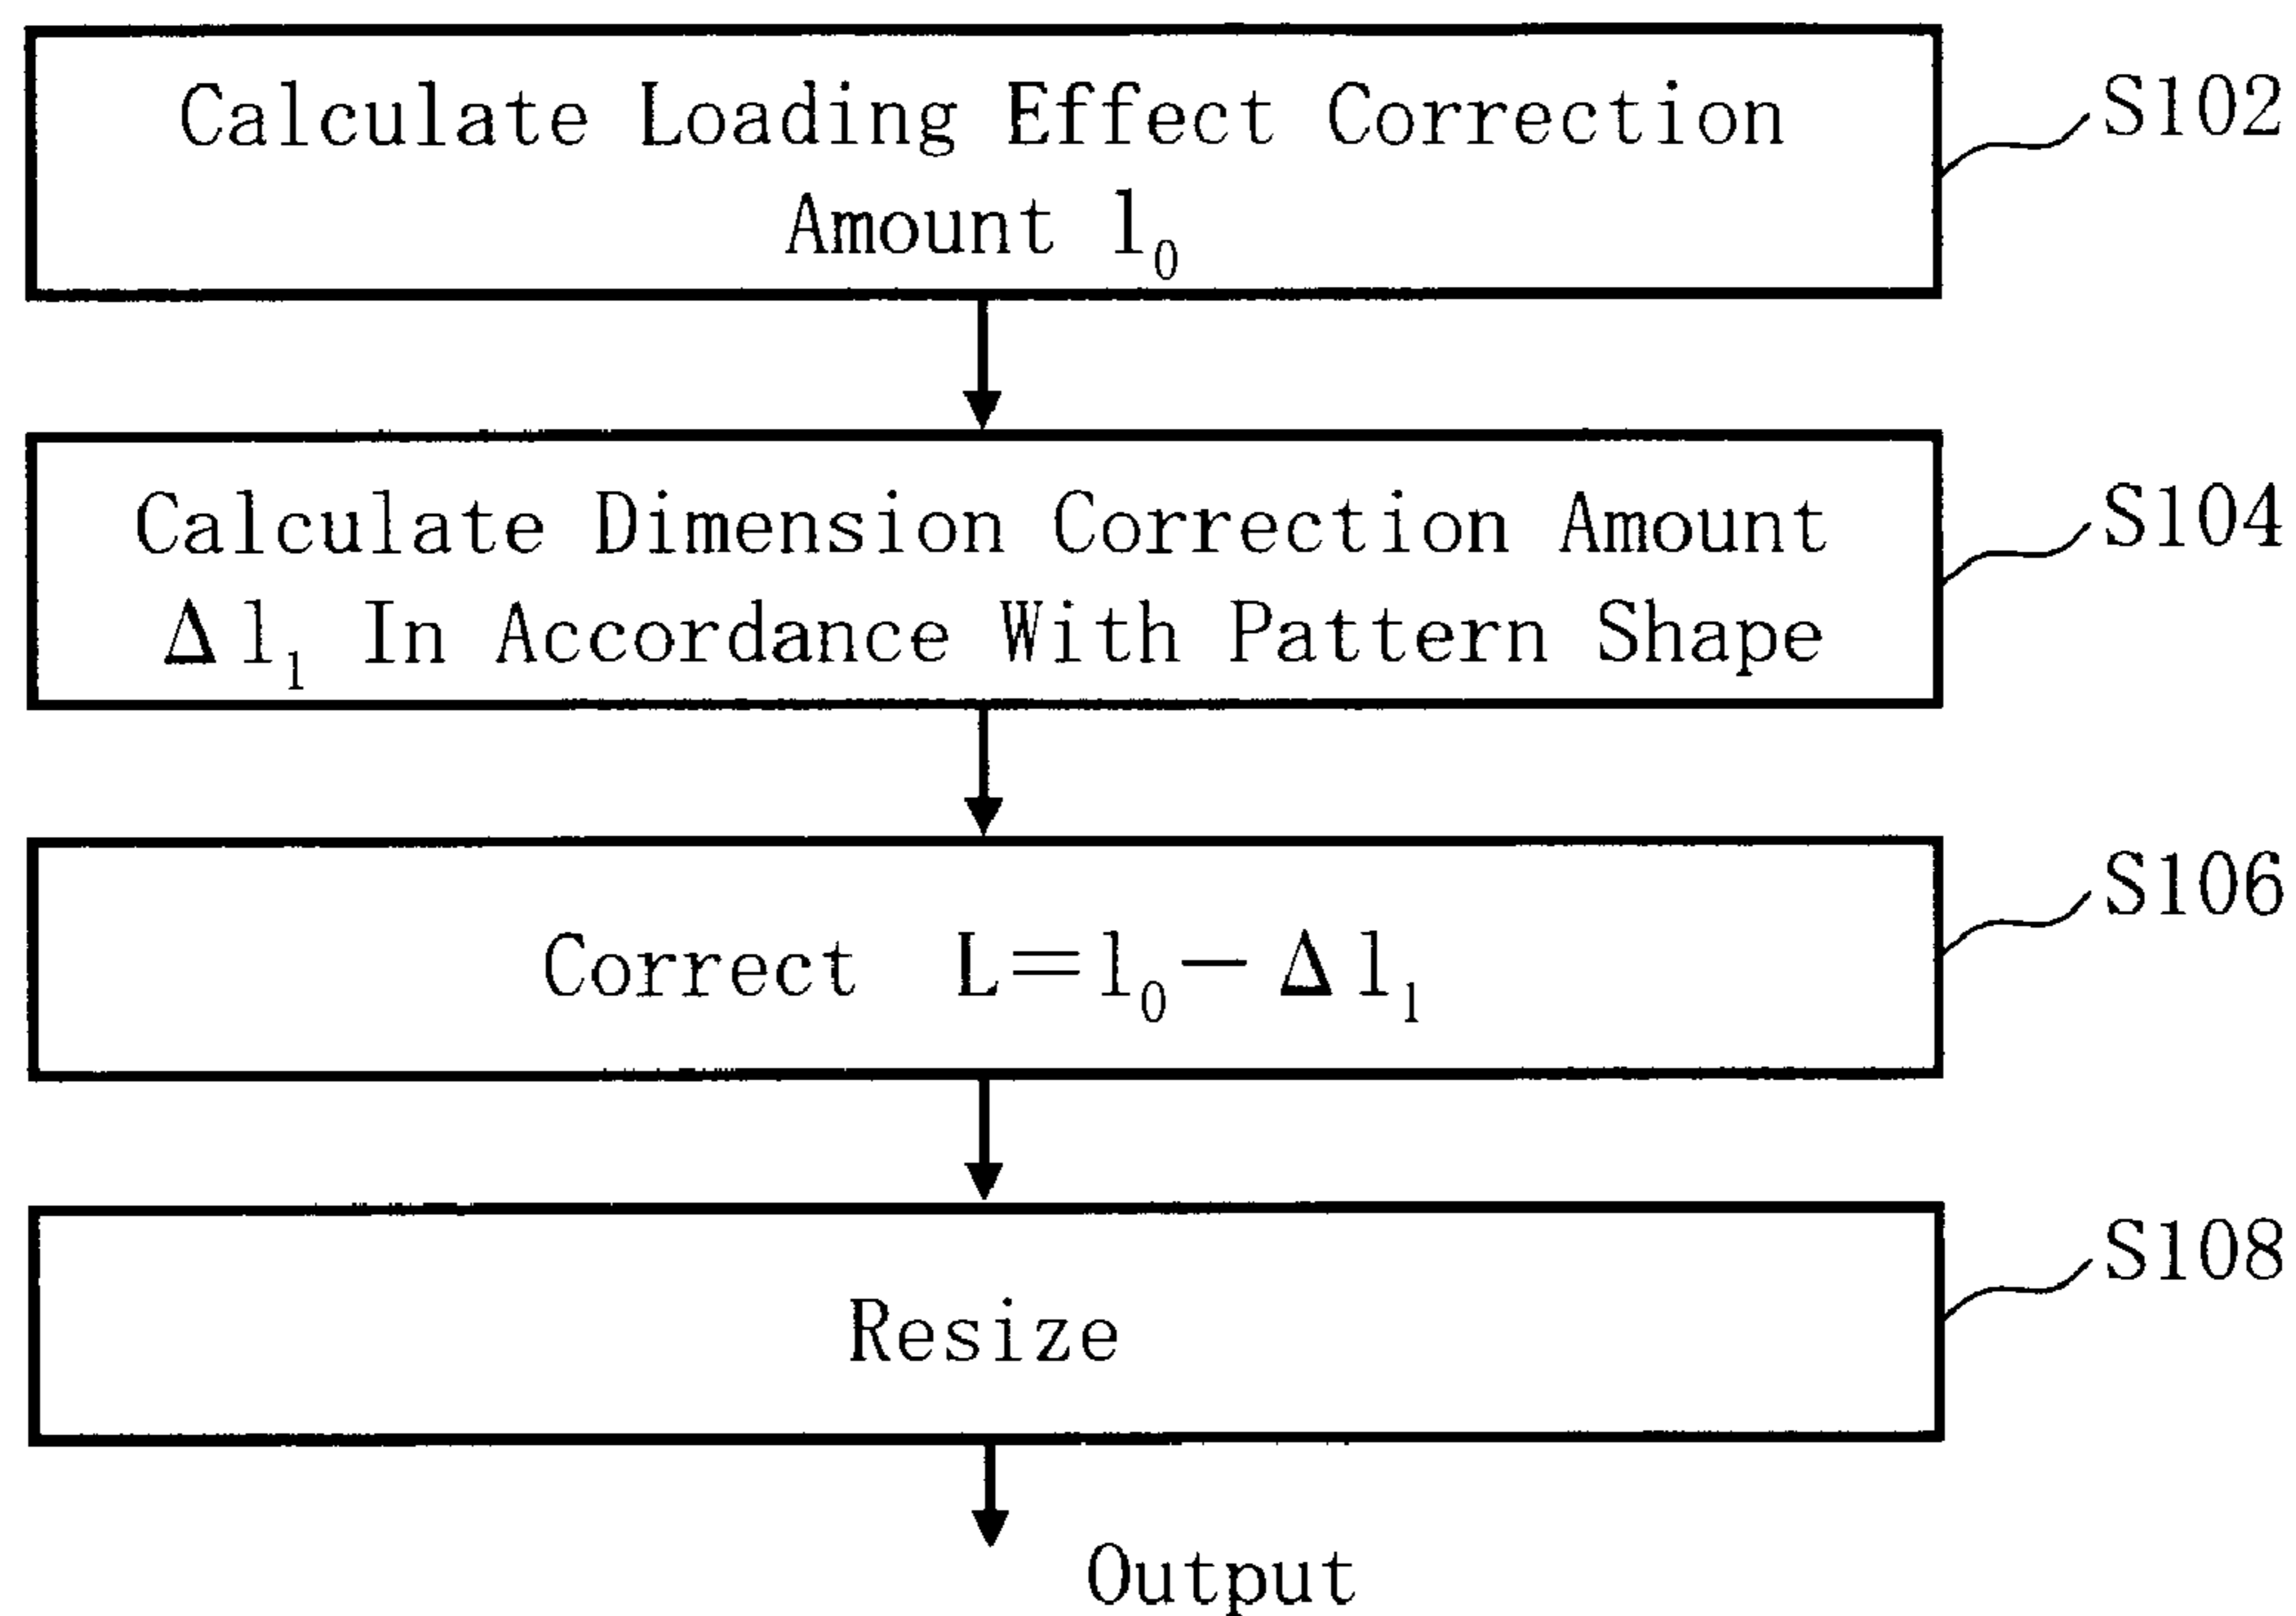 Calculate Loading Effect Correction
Amount l₀
S102
Calculate Dimension Correction Amount
Δl₁ In Accordance With Pattern Shape
S104
Correct L=l₀−Δl₁
S106
Resize
S108
Output